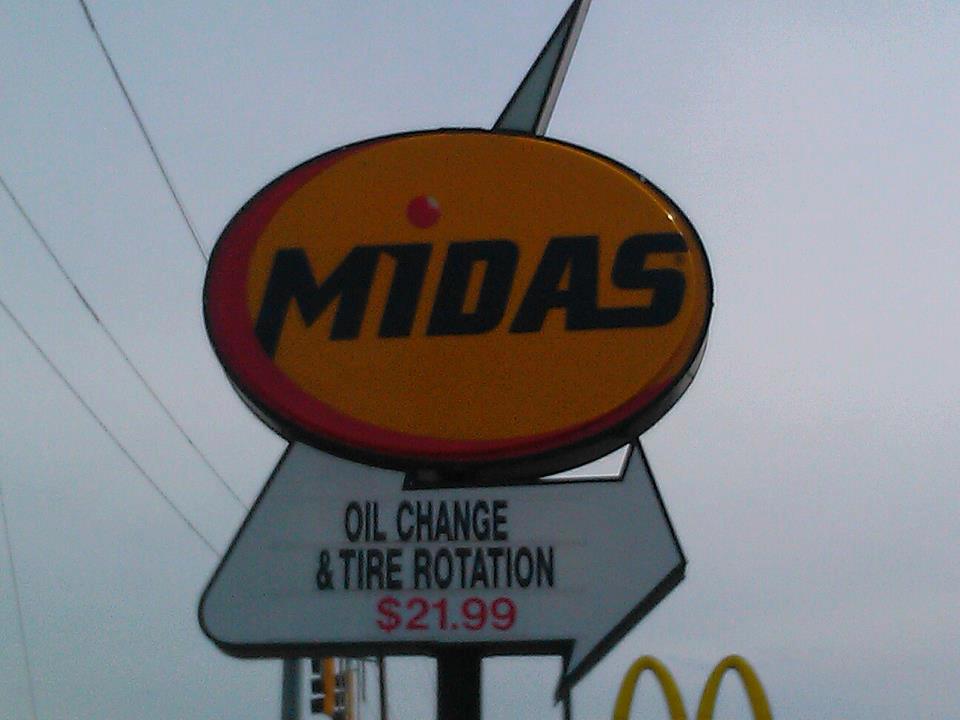 MIDAS
OIL CHANGE
& TIRE ROTATION
$21.99